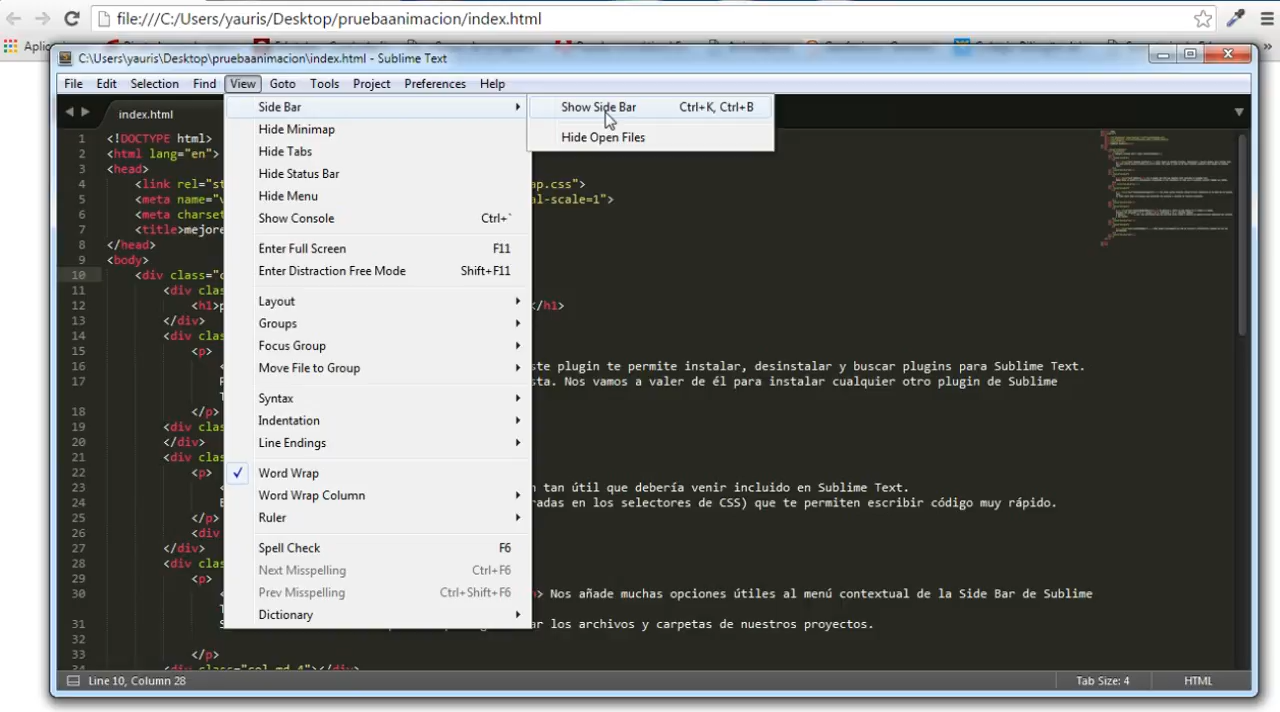 file:///C:/Users/yauris/Desktop/pruebaanimacion/index.html
C:\Users\yauris\Desktop\pruebaanimacion\index.html - Sublime Text
File Edit Selection Find View Goto Tools Project Preferences Help
index.html
Side Bar
Show Side Bar Ctrl+K, Ctrl+B
Hide Open Files
Hide Minimap
Hide Tabs
Hide Status Bar
Hide Menu
Show Console Ctrl+`
Enter Full Screen F11
Enter Distraction Free Mode Shift+F11
Layout
Groups
Focus Group
Move File to Group
Syntax
Indentation
Line Endings
Word Wrap
Word Wrap Column
Ruler
Spell Check F6
Next Misspelling Ctrl+F6
Prev Misspelling Ctrl+Shift+F6
Dictionary
1 <!DOCTYPE html>
2 <html lang="en">
3 <head>
4 <link rel="st ap.css">
5 <meta name="v al-scale=1">
6 <meta charset
7 <title>mejore
8 </head>
9 <body>
10 <div class="c
11 <div clas
12 <h1>p </h1>
13 </div>
14 <div clas
15 <p>
16 < ste plugin te permite instalar, desinstalar y buscar plugins para Sublime Text.
17 sta. Nos vamos a valer de él para instalar cualquier otro plugin de Sublime
18 </p>
19 <div clas
20 </div>
21 <div clas
22 <p>
23 < n tan útil que debería venir incluido en Sublime Text.
24 radas en los selectores de CSS) que te permiten escribir código muy rápido.
25 </p>
26 <div
27 </div>
28 <div clas
29 <p>
30 > Nos añade muchas opciones útiles al menú contextual de la Side Bar de Sublime
31 ar los archivos y carpetas de nuestros proyectos.
32
33 </p>
34 <div class="col-md-4"></div>
Line 10, Column 28 Tab Size: 4 HTML